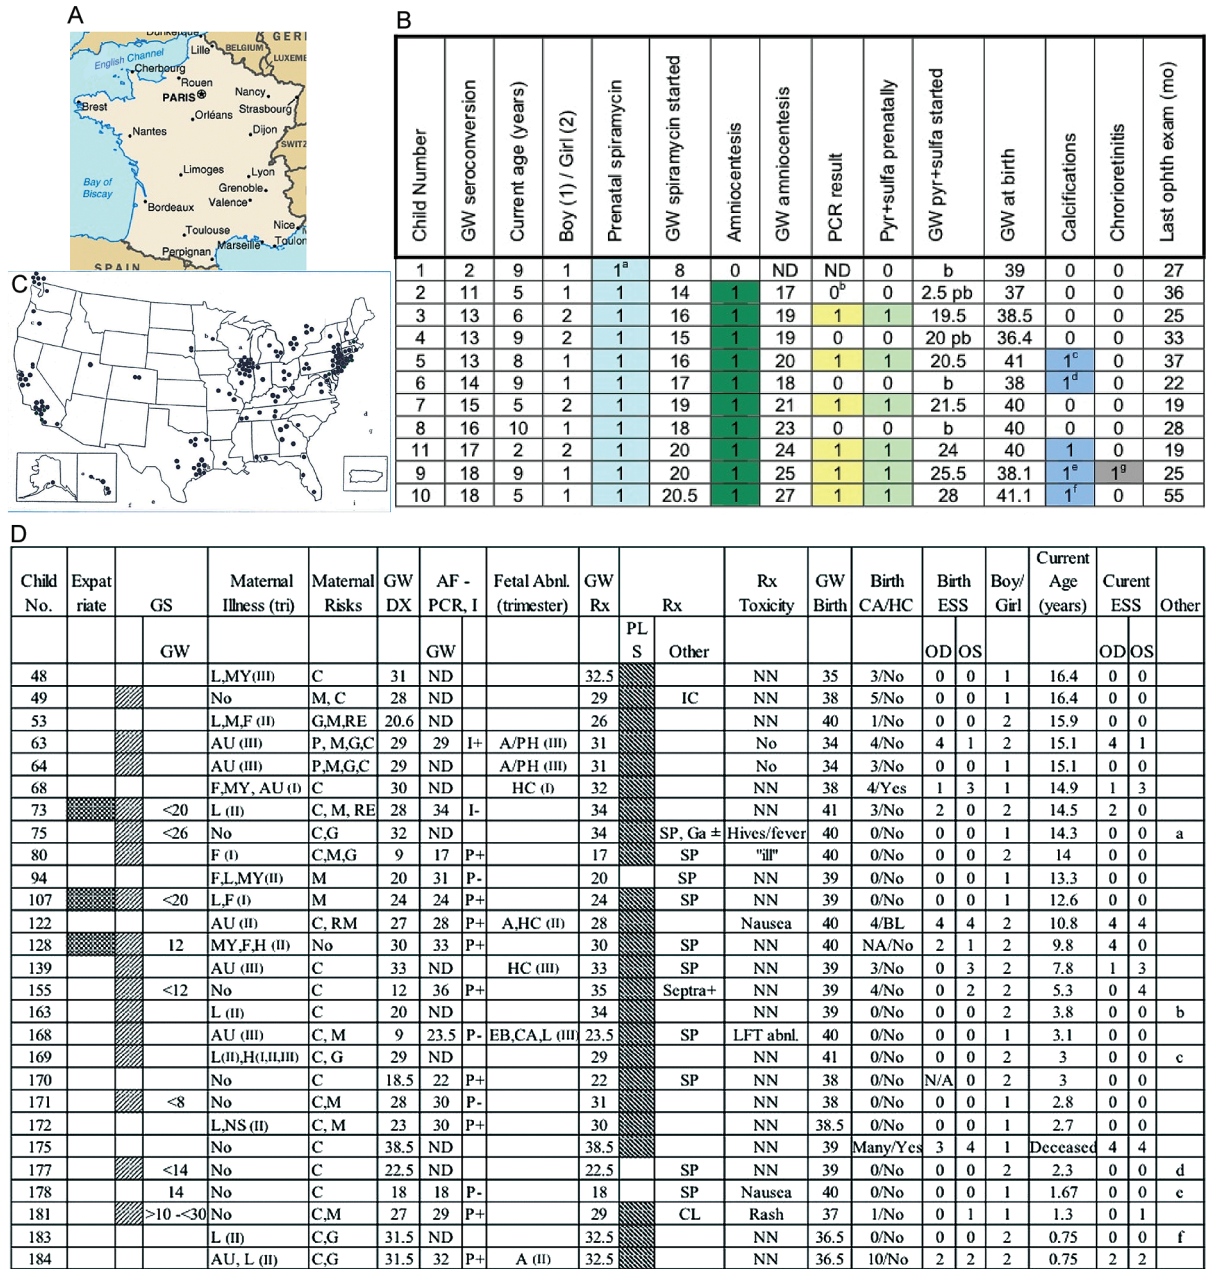 A
Dunkerque
GERI
Lille
BELGIUM
English Channel
LUXEME
Cherbourg
Rouen
PARIS
Nancy
Brest
Strasbourg
Orléans
Nantes
Dijon
SWITZ
Limoges
Lyon
Bay of
Biscay
Grenoble
Bordeaux
Valence
Toulouse
Nice
Marseille
Toulon
Perpignan
SPAIN
B
Child Number
GW seroconversion
Current age (years)
Boy (1) / Girl (2)
Prenatal spiramycin
GW spiramycin started
Amniocentesis
GW amniocentesis
PCR result
Pyr+sulfa prenatally
GW pyr+sulfa started
GW at birth
Calcifications
Chrorioretinitis
Last ophth exam (mo)
1 2 9 1 1a 8 0 ND ND 0 b 39 0 0 27
2 11 5 1 1 14 1 17 0b 0 2.5 pb 37 0 0 36
3 13 6 2 1 16 1 19 1 1 19.5 38.5 0 0 25
4 13 9 1 1 15 1 19 0 0 20 pb 36.4 0 0 33
5 13 8 1 1 16 1 20 1 1 20.5 41 1c 0 37
6 14 9 1 1 17 1 18 0 0 b 38 1d 0 22
7 15 5 2 1 19 1 21 1 1 21.5 40 0 0 19
8 16 10 1 1 18 1 23 0 0 b 40 0 0 28
11 17 2 2 1 20 1 24 1 1 24 40 1 0 19
9 18 9 1 1 20 1 25 1 1 25.5 38.1 1e 1g 25
10 18 5 1 1 20.5 1 27 1 1 28 41.1 1f 0 55
C
D
Child No. Expatriate GS Maternal Illness (tri) Maternal Risks GW DX AF - PCR, I Fetal Abnl. (trimester) GW Rx Rx Rx Toxicity GW Birth Birth CA/HC Birth ESS Boy/ Girl Current Age (years) Curent ESS Other
GW GW PL S Other OD OS OD OS
48 L,MY(III) C 31 ND 32.5 NN 35 3/No 0 0 1 16.4 0 0
49 No M, C 28 ND 29 IC NN 38 5/No 0 0 1 16.4 0 0
53 L,M,F (II) G,M,RE 20.6 ND 26 NN 40 1/No 0 0 2 15.9 0 0
63 AU (III) P, M,G,C 29 29 I+ A/PH (III) 31 No 34 4/No 4 1 2 15.1 4 1
64 AU (III) P,M,G,C 29 ND A/PH (III) 31 No 34 3/No 0 0 2 15.1 0 0
68 F,MY, AU (I) C 30 ND HC (I) 32 NN 38 4/Yes 1 3 1 14.9 1 3
73 <20 L (II) C, M, RE 28 34 I- 34 NN 41 3/No 2 0 2 14.5 2 0
75 <26 No C,G 32 ND 34 SP, Ga ± Hives/fever 40 0/No 0 0 1 14.3 0 0 a
80 F (I) C,M,G 9 17 P+ 17 SP "ill" 40 0/No 0 0 2 14 0 0
94 F,L,MY(II) M 20 31 P- 20 SP NN 39 0/No 0 0 1 13.3 0 0
107 <20 L,F (I) M 24 24 P+ 24 SP NN 39 0/No 0 0 1 12.6 0 0
122 AU (II) C, RM 27 28 P+ A,HC (II) 28 Nausea 40 4/BL 4 4 2 10.8 4 4
128 12 MY,F,H (II) No 30 33 P+ 30 SP NN 40 NA/No 2 1 2 9.8 4 0
139 AU (III) C 33 ND HC (III) 33 SP NN 39 3/No 0 3 2 7.8 1 3
155 <12 No C 12 36 P+ 35 Septra+ NN 39 4/No 0 2 2 5.3 0 4
163 L (II) C 20 ND 34 NN 39 0/No 0 0 2 3.8 0 0 b
168 AU (III) C, M 9 23.5 P- EB,CA,L (III) 23.5 SP LFT abnl. 40 0/No 0 0 1 3.1 0 0
169 L(II),H(I,II,III) C, G 29 ND 29 NN 41 0/No 0 0 2 3 0 0 c
170 No C 18.5 22 P+ 22 SP NN 38 0/No N/A 0 2 3 0 0
171 <8 No C,M 28 30 P- 31 NN 38 0/No 0 0 1 2.8 0 0
172 L,NS (II) C, M 23 30 P+ 30 NN 38.5 0/No 0 0 1 2.7 0 0
175 No C 38.5 ND 38.5 NN 39 Many/Yes 3 4 1 Deceased 4 4
177 <14 No C 22.5 ND 22.5 SP NN 39 0/No 0 0 2 2.3 0 0 d
178 14 No C 18 18 P- 18 SP Nausea 40 0/No 0 0 1 1.67 0 0 e
181 >10 -<30 No C,M 27 29 P+ 29 CL Rash 37 1/No 0 1 1 1.3 0 1
183 L (II) C,G 31.5 ND 32.5 NN 36.5 0/No 0 0 1 0.75 0 0 f
184 AU, L (II) C,G 31.5 32 P+ A (II) 32.5 NN 36.5 10/No 2 2 2 0.75 2 2